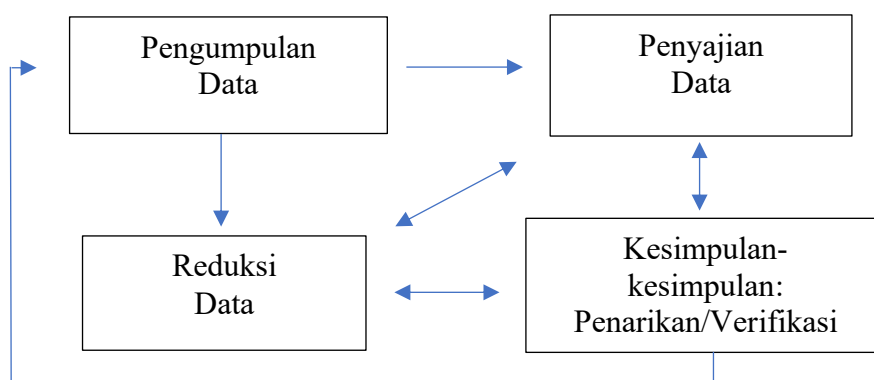 Pengumpulan
Data
Penyajian
Data
Reduksi
Data
Kesimpulan-
kesimpulan:
Penarikan/Verifikasi